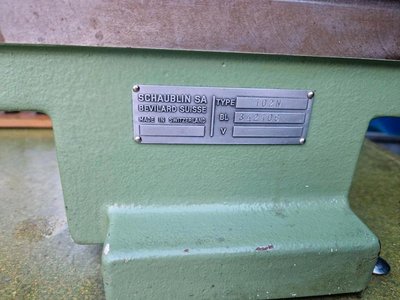 SCHAUBLIN SA
BEVILARD SUISSE
MADE IN SWITZERLAND
TYPE 102N
BL
V